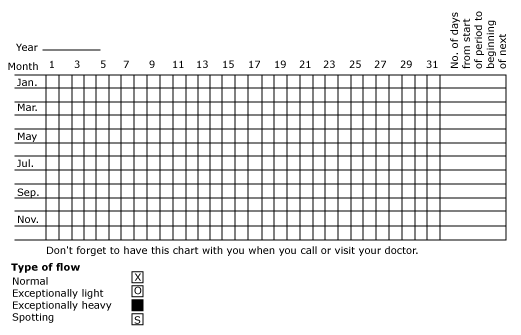 No. of days
from start
of period to
beginning
of next
Year
Month 1 3 5 7 9 11 13 15 17 19 21 23 25 27 29 31
Jan.
Mar.
May
Jul.
Sep.
Nov.
Don't forget to have this chart with you when you call or visit your doctor.
Type of flow
Normal X
Exceptionally light O
Exceptionally heavy
Spotting S